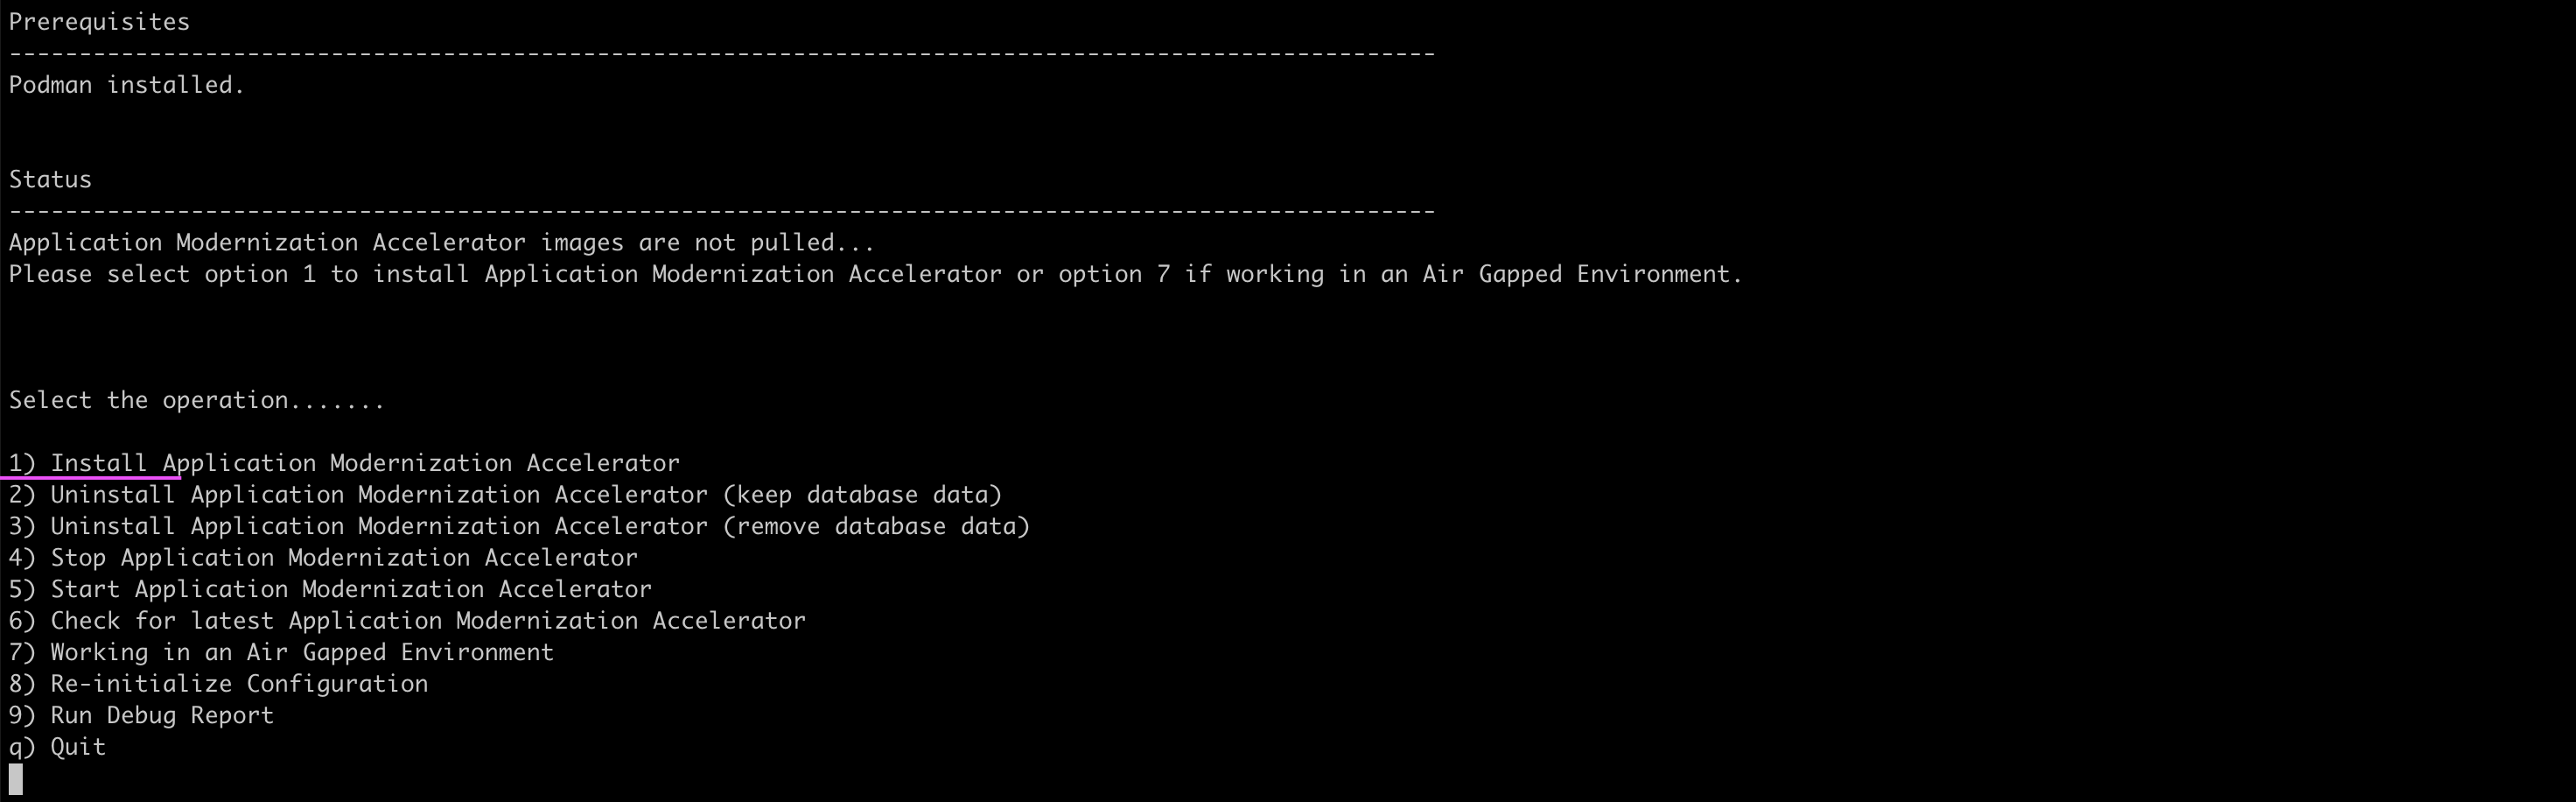 Prerequisites
------------------------------------------------------------------------------------------------------
Podman installed.
Status
------------------------------------------------------------------------------------------------------
Application Modernization Accelerator images are not pulled...
Please select option 1 to install Application Modernization Accelerator or option 7 if working in an Air Gapped Environment.
Select the operation.......
1) Install Application Modernization Accelerator
2) Uninstall Application Modernization Accelerator (keep database data)
3) Uninstall Application Modernization Accelerator (remove database data)
4) Stop Application Modernization Accelerator
5) Start Application Modernization Accelerator
6) Check for latest Application Modernization Accelerator
7) Working in an Air Gapped Environment
8) Re-initialize Configuration
9) Run Debug Report
q) Quit